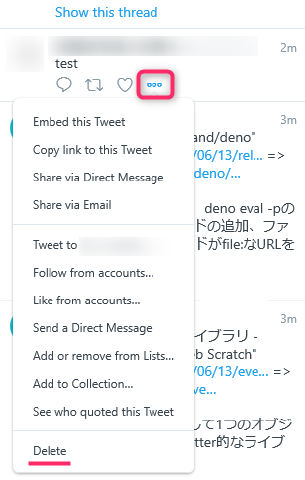 Show this thread
2m
test
Embed this Tweet
Copy link to this Tweet
Share via Direct Message
Share via Email
Tweet to
Follow from accounts...
Like from accounts...
Send a Direct Message
Add or remove from Lists...
Add to Collection...
See who quoted this Tweet
Delete
3m
and/deno"
/06/13/rel... =>
deno/...
deno eval -pの
ドの追加、ファ
ドがfile:なURLを
3m
イブラリ -
b Scratch"
/06/13/eve... =>
ve...
して1つのオブジ
tter的なライブ